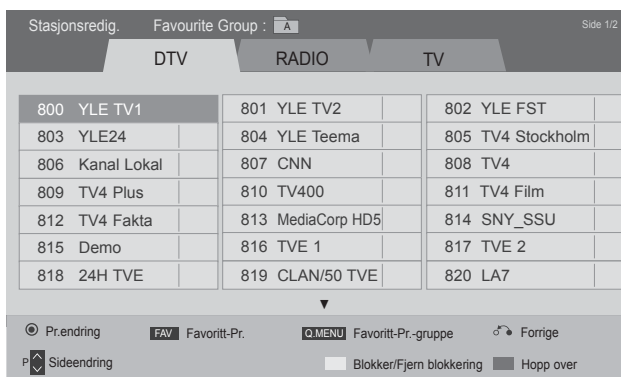 Stasjonsredig. Favourite Group : A Side 1/2
DTV RADIO TV
800 YLE TV1 801 YLE TV2 802 YLE FST
803 YLE24 804 YLE Teema 805 TV4 Stockholm
806 Kanal Lokal 807 CNN 808 TV4
809 TV4 Plus 810 TV400 811 TV4 Film
812 TV4 Fakta 813 MediaCorp HD5 814 SNY_SSU
815 Demo 816 TVE 1 817 TVE 2
818 24H TVE 819 CLAN/50 TVE 820 LA7
Pr.endring FAV Favoritt-Pr. Q.MENU Favoritt-Pr.-gruppe Forrige
P Sideendring Blokker/Fjern blokkering Hopp over